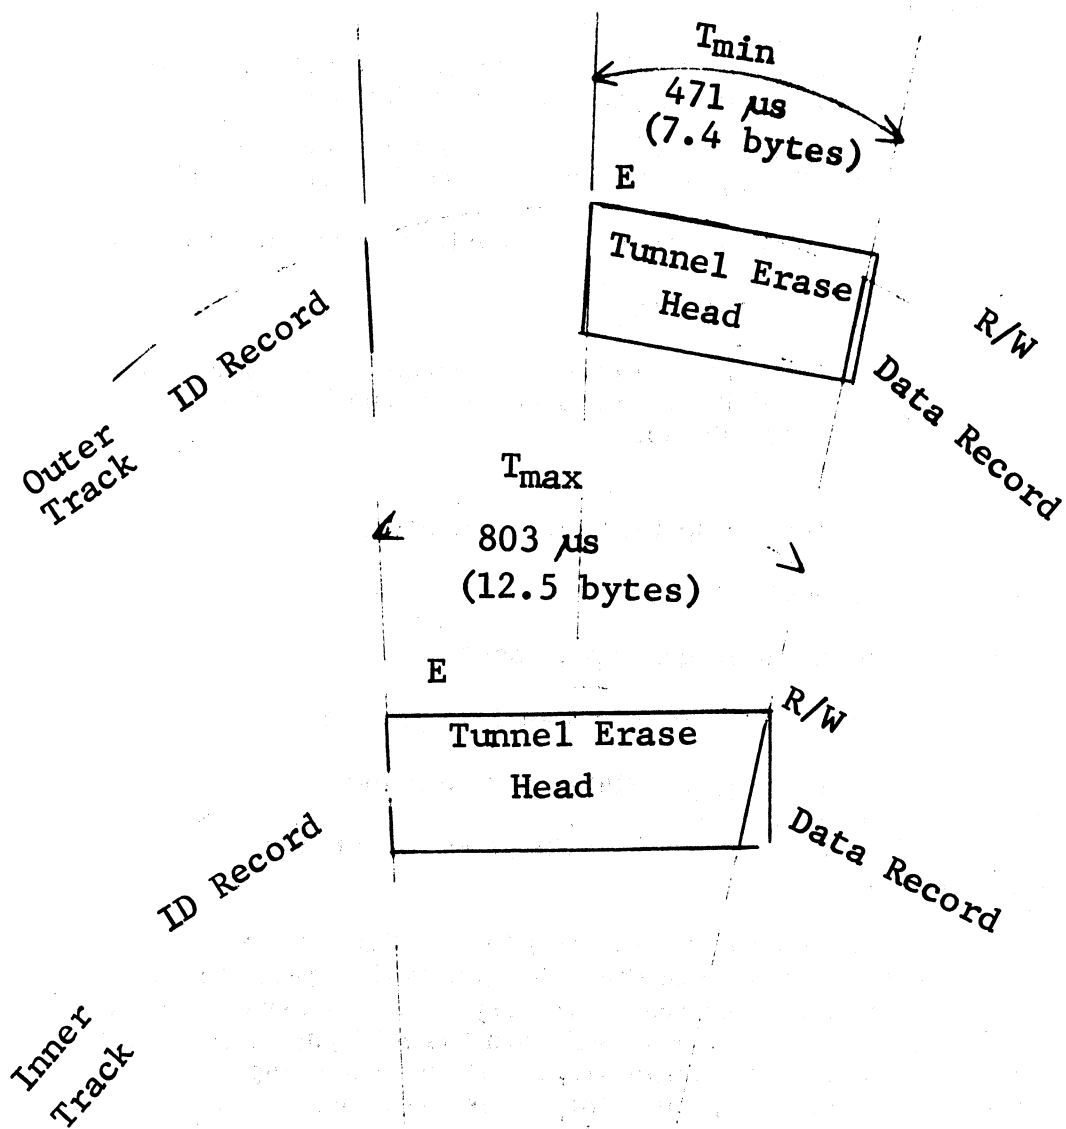 Tmin
471 μs
(7.4 bytes)
E
Tunnel Erase
Head
R/W
ID Record
Data Record
Outer
Track
Tmax
803 μs
(12.5 bytes)
E
R/W
Tunnel Erase
Head
ID Record
Data Record
Inner
Track